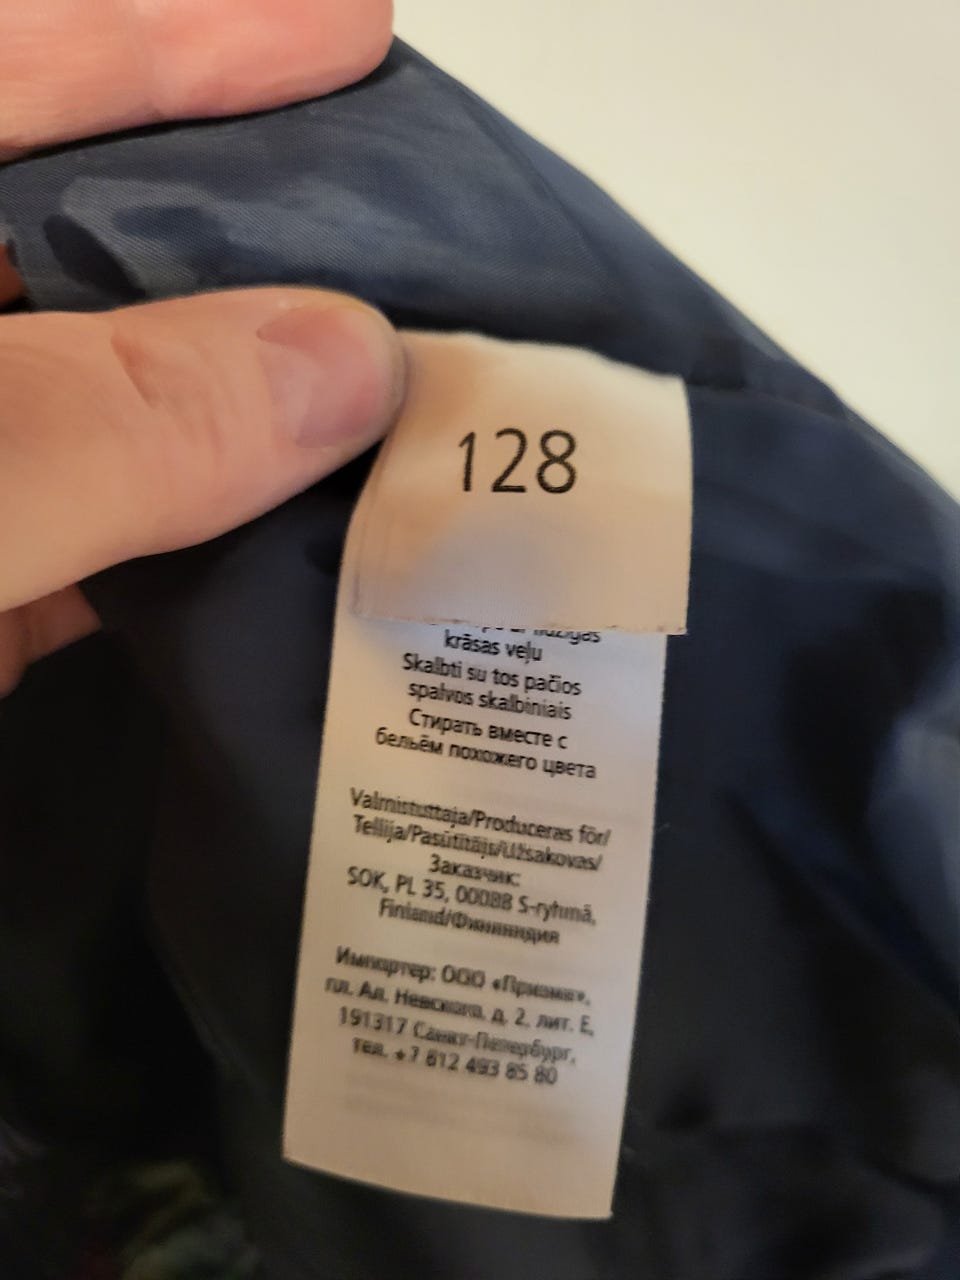 128
krāsas veļu
Skalbti su tos pačios
spalvos skalbiniais
Стирать вместе с
бельём похожего цвета
Valmistuttaja/Produceras för/
Tellija/Pasūtītājs/Užsakovas/
Заказчик:
SOK, PL 35, 00088 S-ryhmä,
Finland/Финляндия
Импортер: ООО «Призма»,
пл. Ал. Невского, д. 2, лит. Е,
191317 Санкт-Петербург,
тел. +7 812 493 85 80